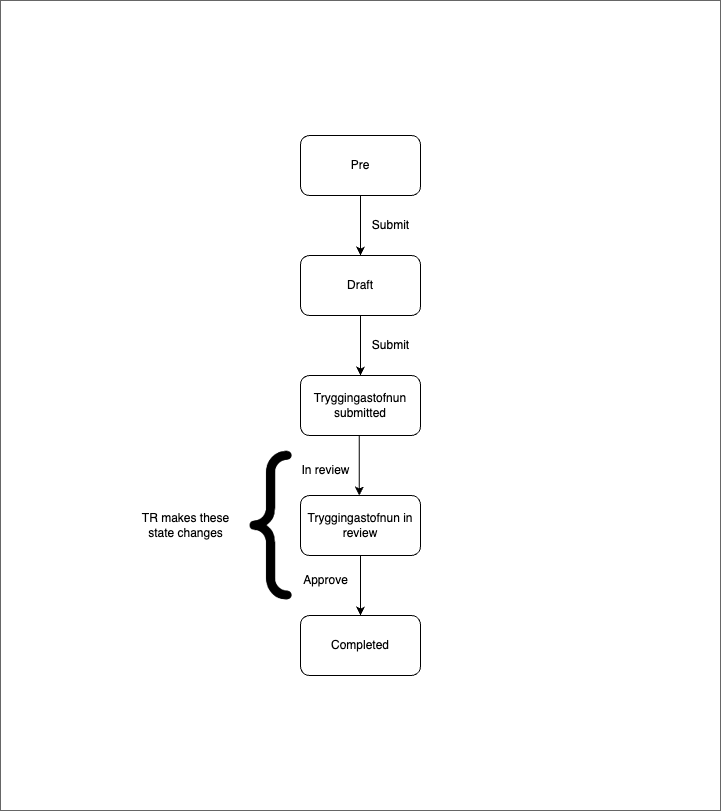 Pre
Submit
Draft
Submit
Tryggingastofnun
submitted
In review
TR makes these
state changes
Tryggingastofnun in
review
Approve
Completed